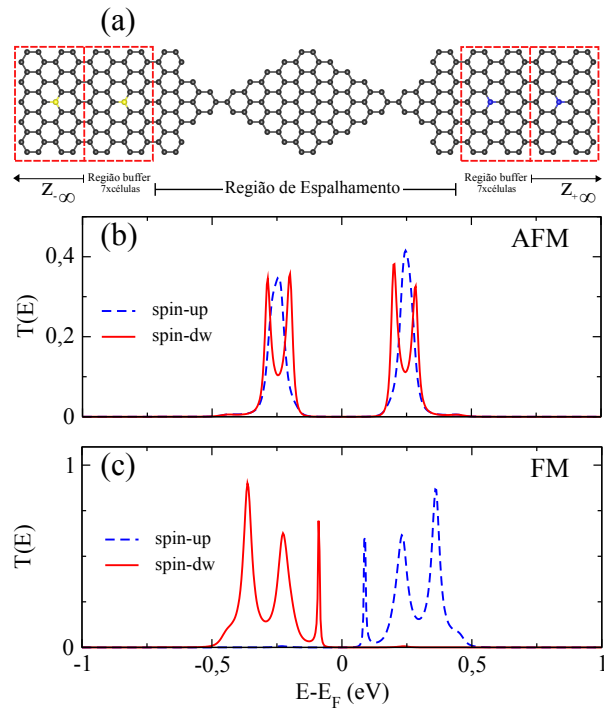 (a)
Região buffer
7xcélulas
Z-∞
Região de Espalhamento
Região buffer
7xcélulas
Z+∞
(b)
AFM
T(E)
0,4
0,2
0
spin-up
spin-dw
(c)
FM
T(E)
1
0
spin-up
spin-dw
-1
-0,5
0
0,5
1
E-E_F (eV)